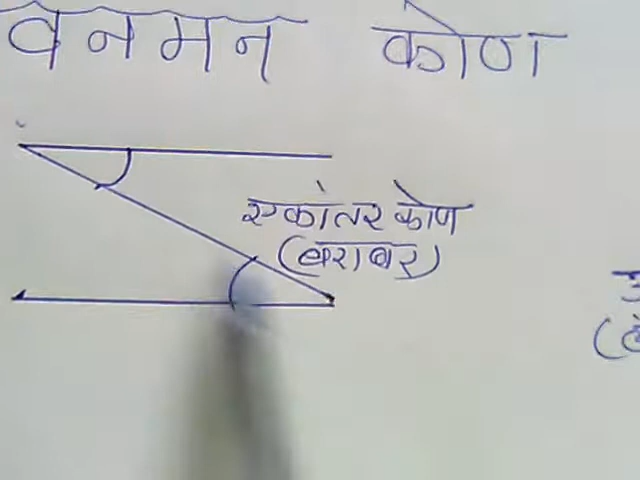 वनमन कोण
एकांतर कोण
(बराबर)